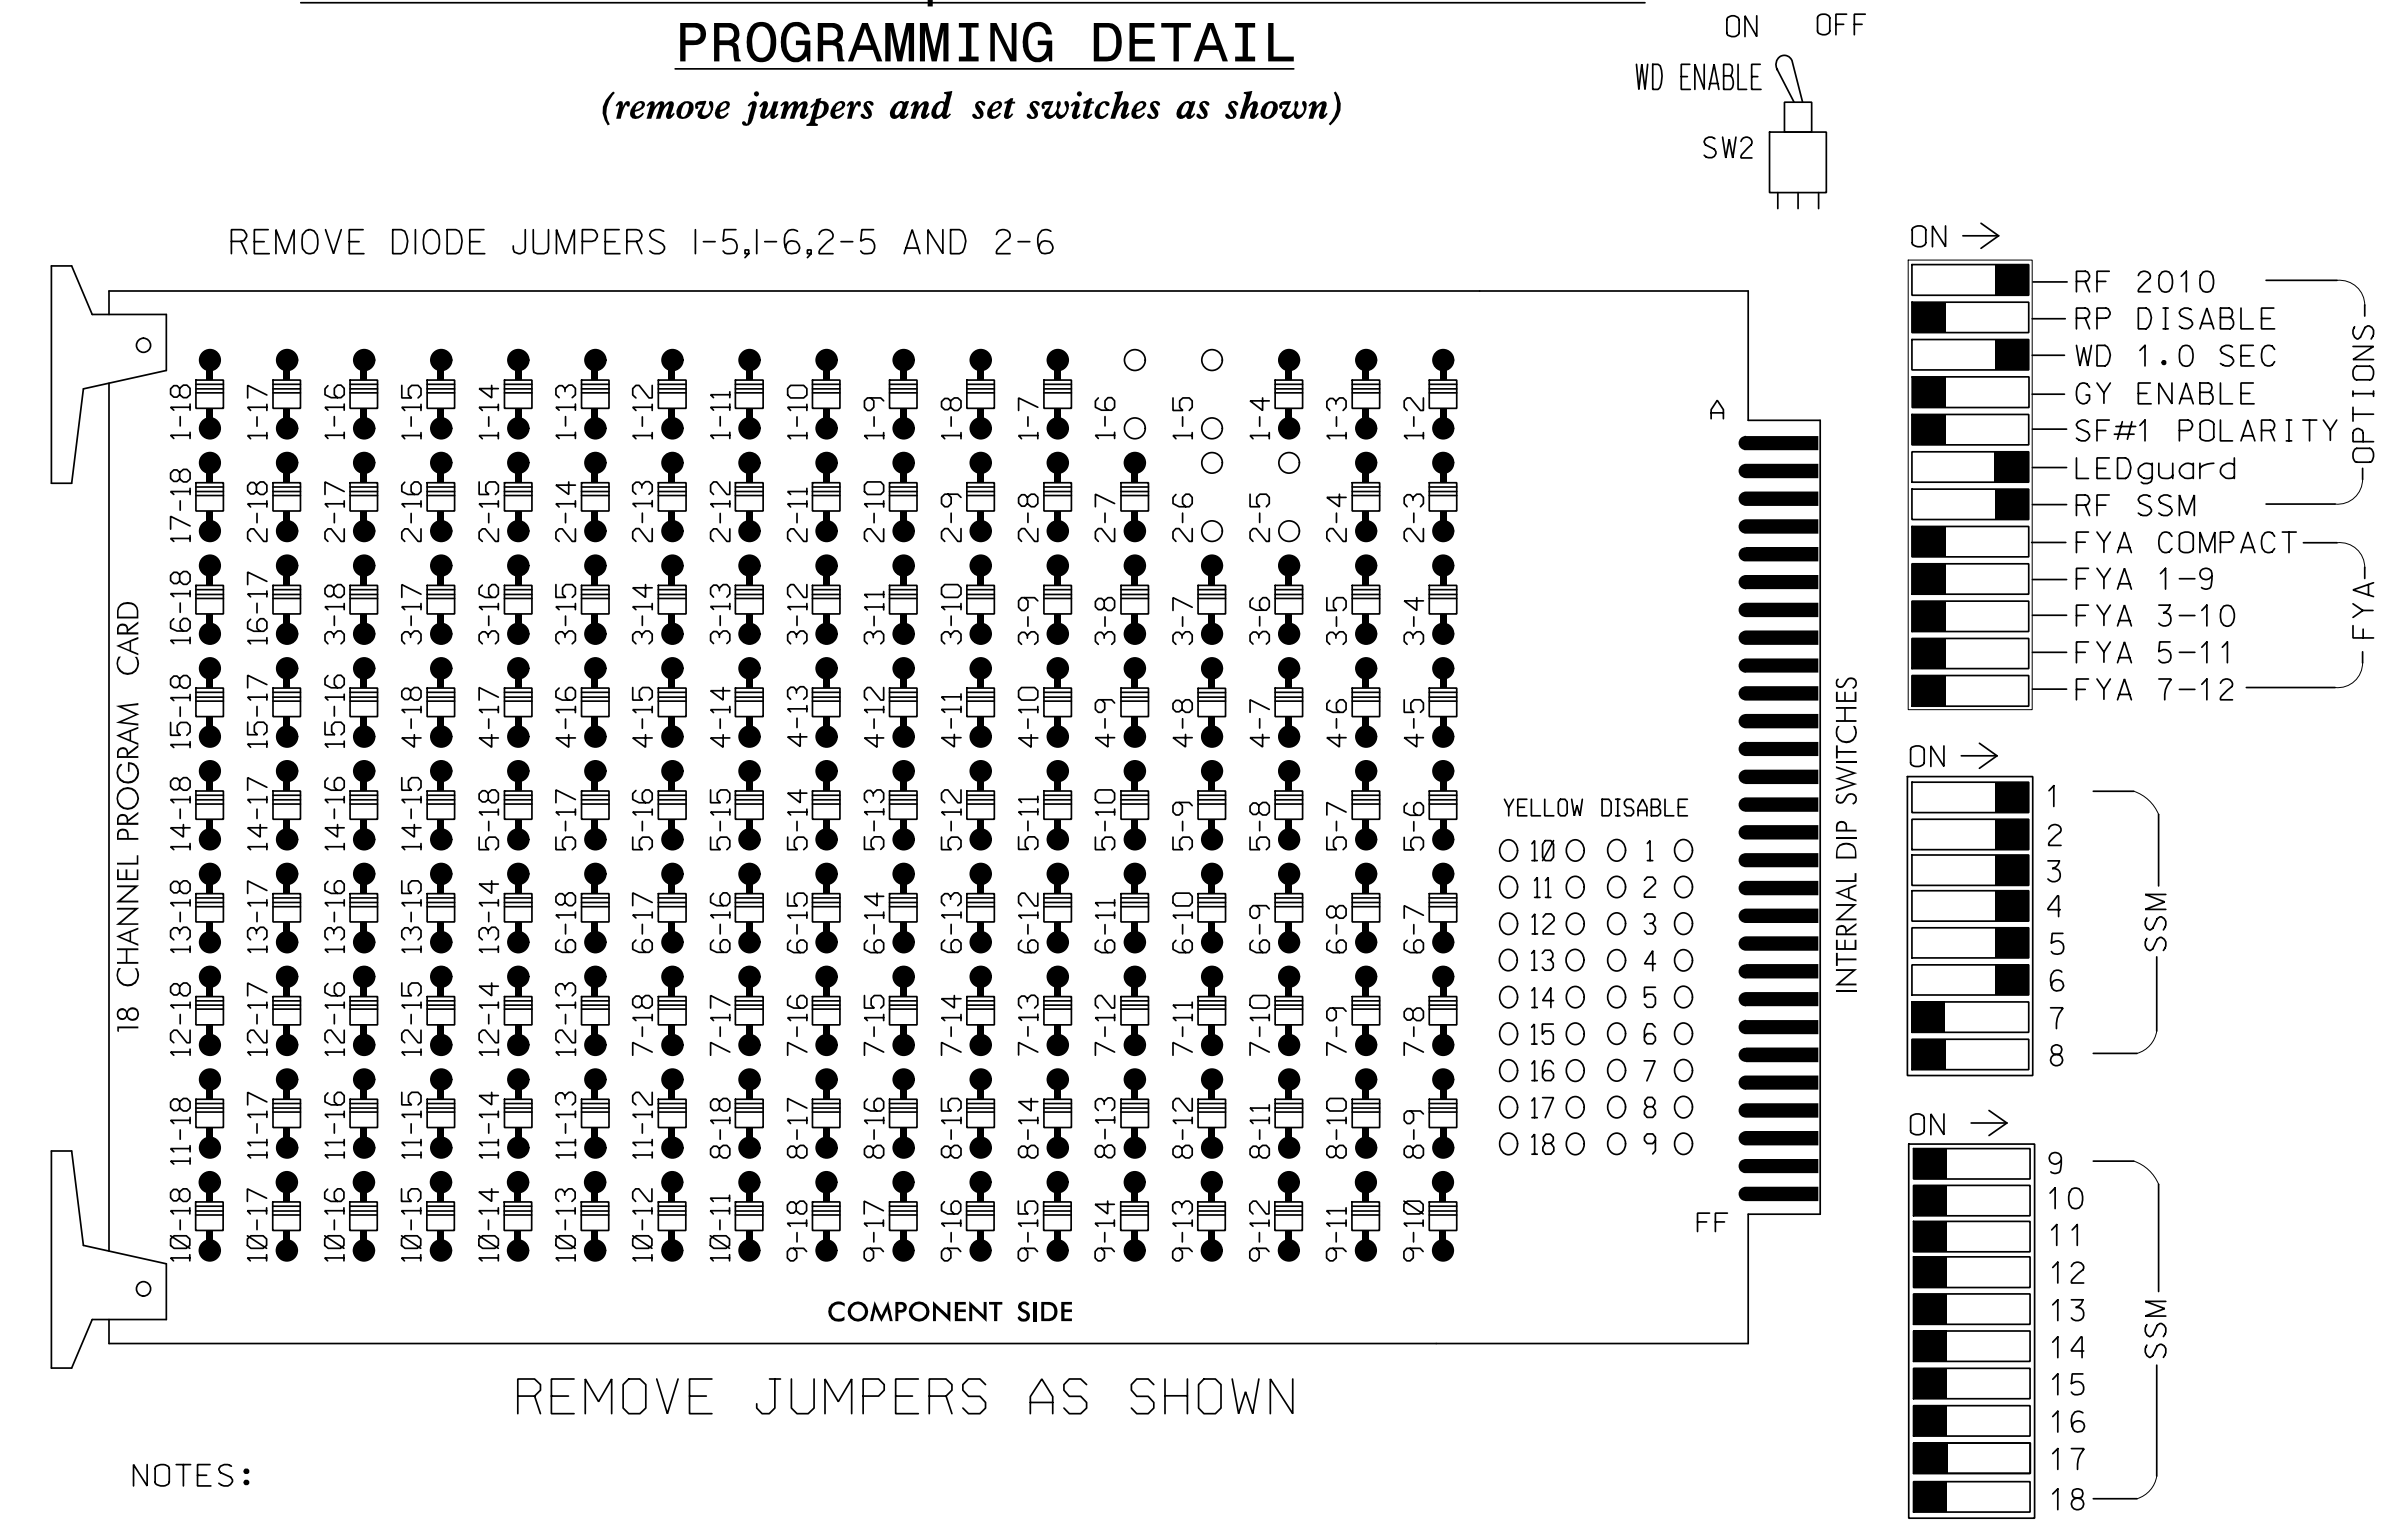 PROGRAMMING DETAIL
(remove jumpers and set switches as shown)
ON OFF
WD ENABLE
SW2
REMOVE DIODE JUMPERS 1-5,1-6,2-5 AND 2-6
18 CHANNEL PROGRAM CARD
1-18 1-17 1-16 1-15 1-14 1-13 1-12 1-11 1-10 1-9 1-8 1-7 1-6 1-5 1-4 1-3 1-2
17-18 2-18 2-17 2-16 2-15 2-14 2-13 2-12 2-11 2-10 2-9 2-8 2-7 2-6 2-5 2-4 2-3
16-18 16-17 3-18 3-17 3-16 3-15 3-14 3-13 3-12 3-11 3-10 3-9 3-8 3-7 3-6 3-5 3-4
15-18 15-17 15-16 4-18 4-17 4-16 4-15 4-14 4-13 4-12 4-11 4-10 4-9 4-8 4-7 4-6 4-5
14-18 14-17 14-16 14-15 5-18 5-17 5-16 5-15 5-14 5-13 5-12 5-11 5-10 5-9 5-8 5-7 5-6
13-18 13-17 13-16 13-15 13-14 6-18 6-17 6-16 6-15 6-14 6-13 6-12 6-11 6-10 6-9 6-8 6-7
12-18 12-17 12-16 12-15 12-14 12-13 7-18 7-17 7-16 7-15 7-14 7-13 7-12 7-11 7-10 7-9 7-8
11-18 11-17 11-16 11-15 11-14 11-13 11-12 8-18 8-17 8-16 8-15 8-14 8-13 8-12 8-11 8-10 8-9
10-18 10-17 10-16 10-15 10-14 10-13 10-12 10-11 9-18 9-17 9-16 9-15 9-14 9-13 9-12 9-11 9-10
A
YELLOW DISABLE
10 1
11 2
12 3
13 4
14 5
15 6
16 7
17 8
18 9
FF
COMPONENT SIDE
REMOVE JUMPERS AS SHOWN
NOTES:
INTERNAL DIP SWITCHES
ON
RF 2010
RP DISABLE
WD 1.0 SEC
GY ENABLE
SF#1 POLARITY
LEDguard
RF SSM
OPTIONS
FYA COMPACT
FYA 1-9
FYA 3-10
FYA 5-11
FYA 7-12
FYA
ON
1
2
3
4
5
6
7
8
SSM
ON
9
10
11
12
13
14
15
16
17
18
SSM